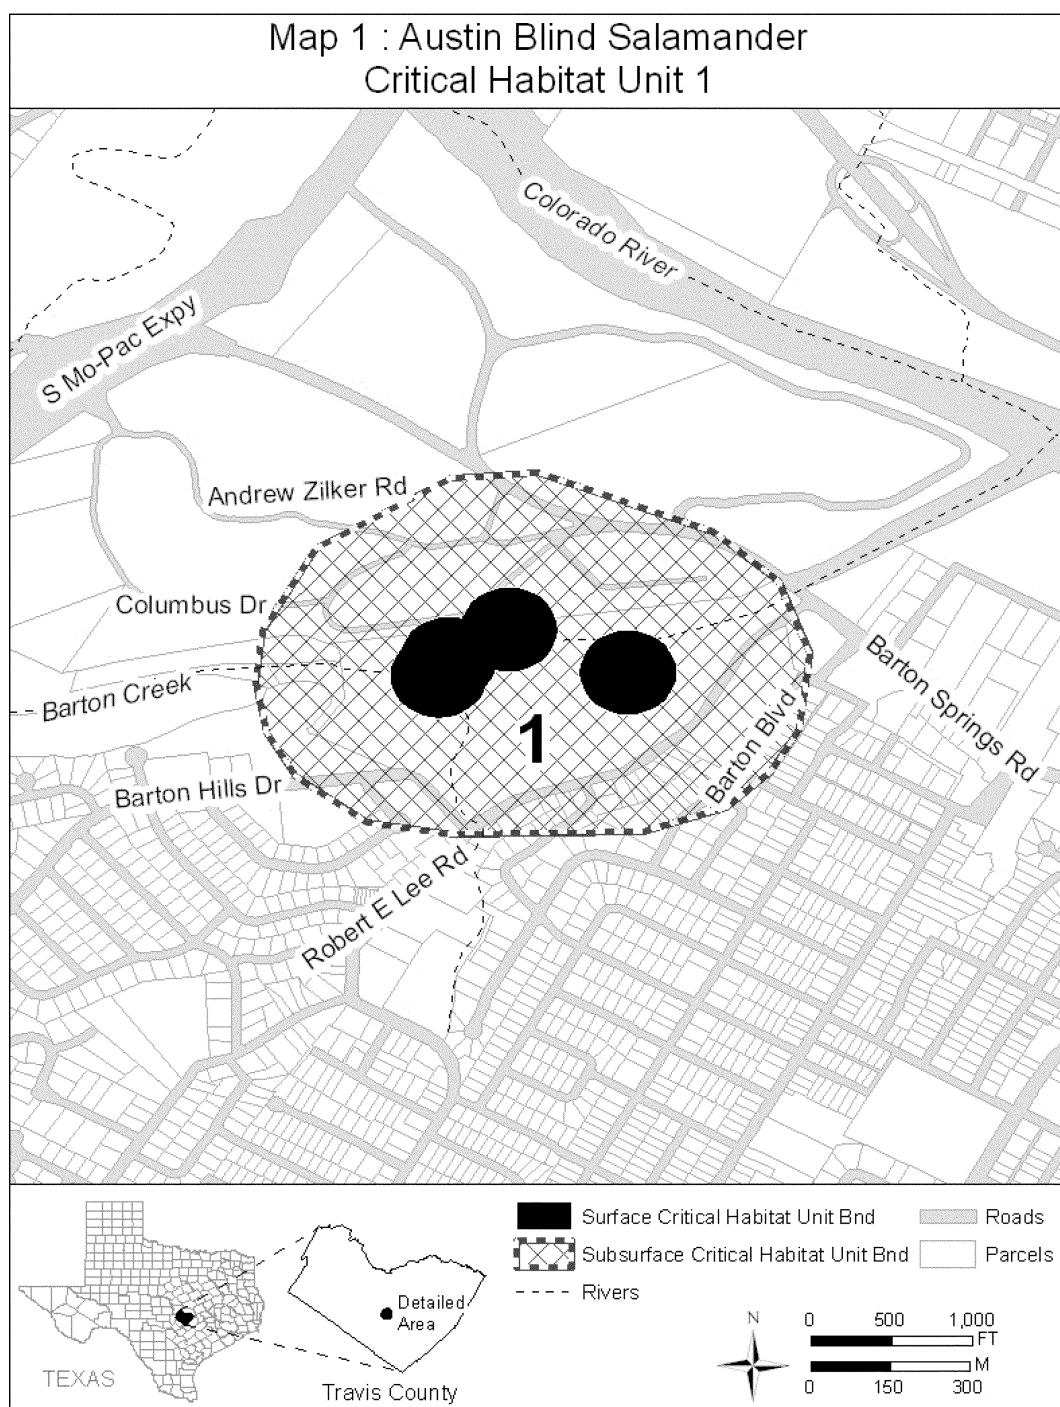 Map 1 : Austin Blind Salamander
Critical Habitat Unit 1
Colorado River
S Mo-Pac Expy
Andrew Zilker Rd
Columbus Dr
Barton Creek
Barton Springs Rd
1
Barton Blvd
Barton Hills Dr
Robert E Lee Rd
TEXAS
Detailed
Area
Travis County
Surface Critical Habitat Unit Bnd
Roads
Subsurface Critical Habitat Unit Bnd
Parcels
Rivers
N
0 500 1,000
FT
M
0 150 300